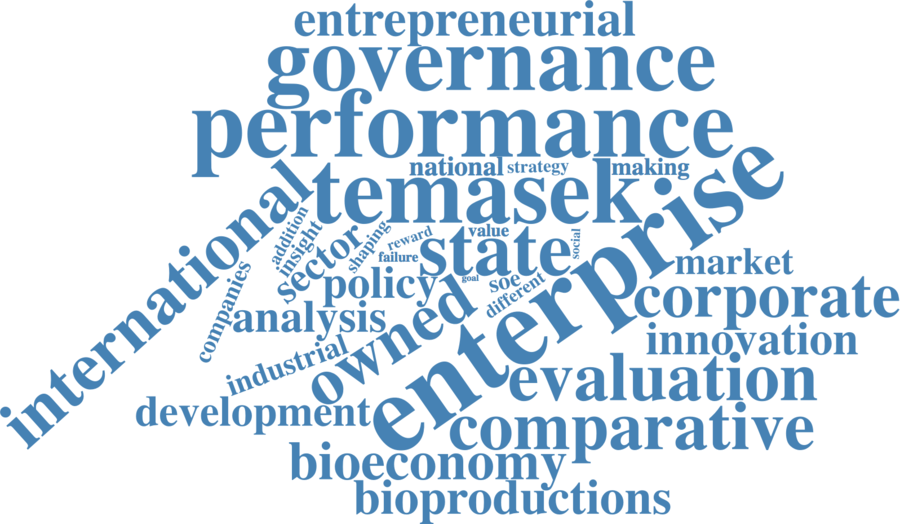 entrepreneurial
governance
performance
national strategy making
temasek
enterprise
international
addition
insight
sector
shaping
reward
value
failure
state
social
goal
soe
different
policy
market
corporate
companies
analysis
owned
innovation
industrial
evaluation
development
comparative
bioeconomy
bioproductions